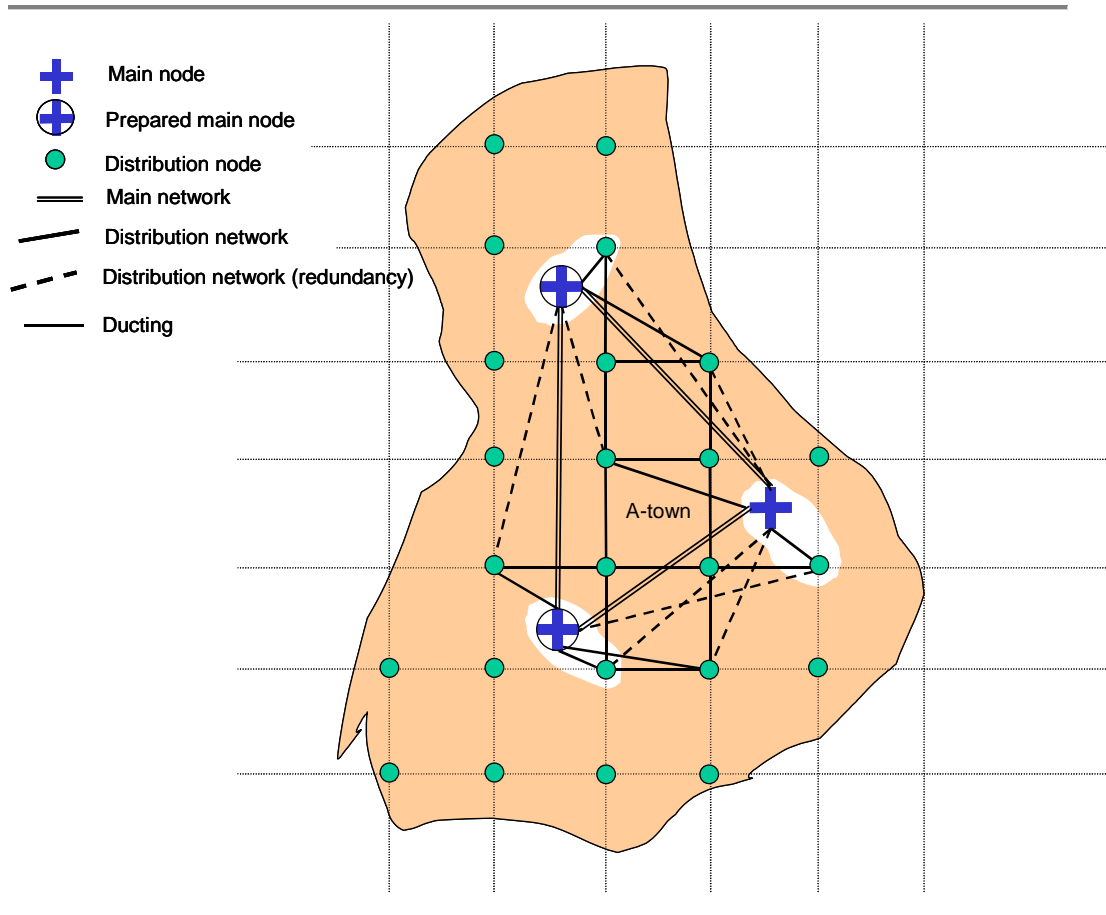 Main node
Prepared main node
Distribution node
Main network
Distribution network
Distribution network (redundancy)
Ducting
A-town